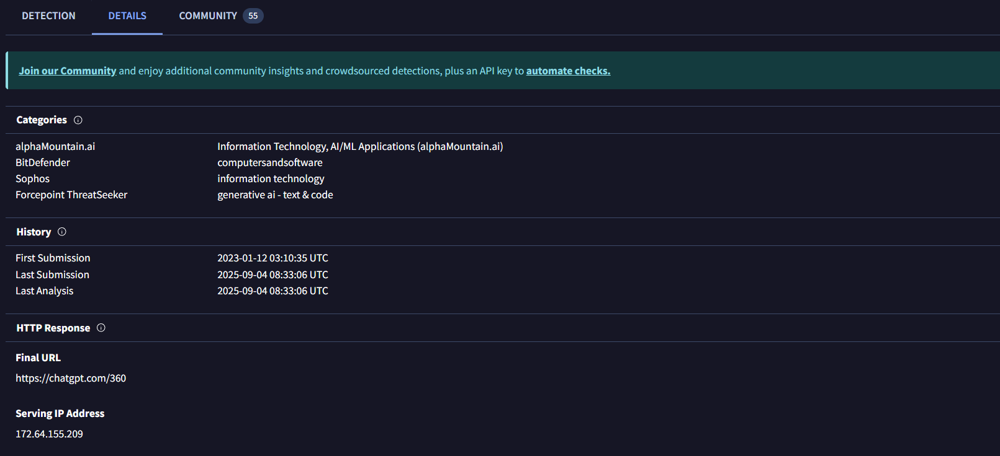 DETECTION DETAILS COMMUNITY 55
Join our Community and enjoy additional community insights and crowdsourced detections, plus an API key to automate checks.
Categories
alphaMountain.ai Information Technology, AI/ML Applications (alphaMountain.ai)
BitDefender computersandsoftware
Sophos information technology
Forcepoint ThreatSeeker generative ai - text & code
History
First Submission 2023-01-12 03:10:35 UTC
Last Submission 2025-09-04 08:33:06 UTC
Last Analysis 2025-09-04 08:33:06 UTC
HTTP Response
Final URL
https://chatgpt.com/360
Serving IP Address
172.64.155.209